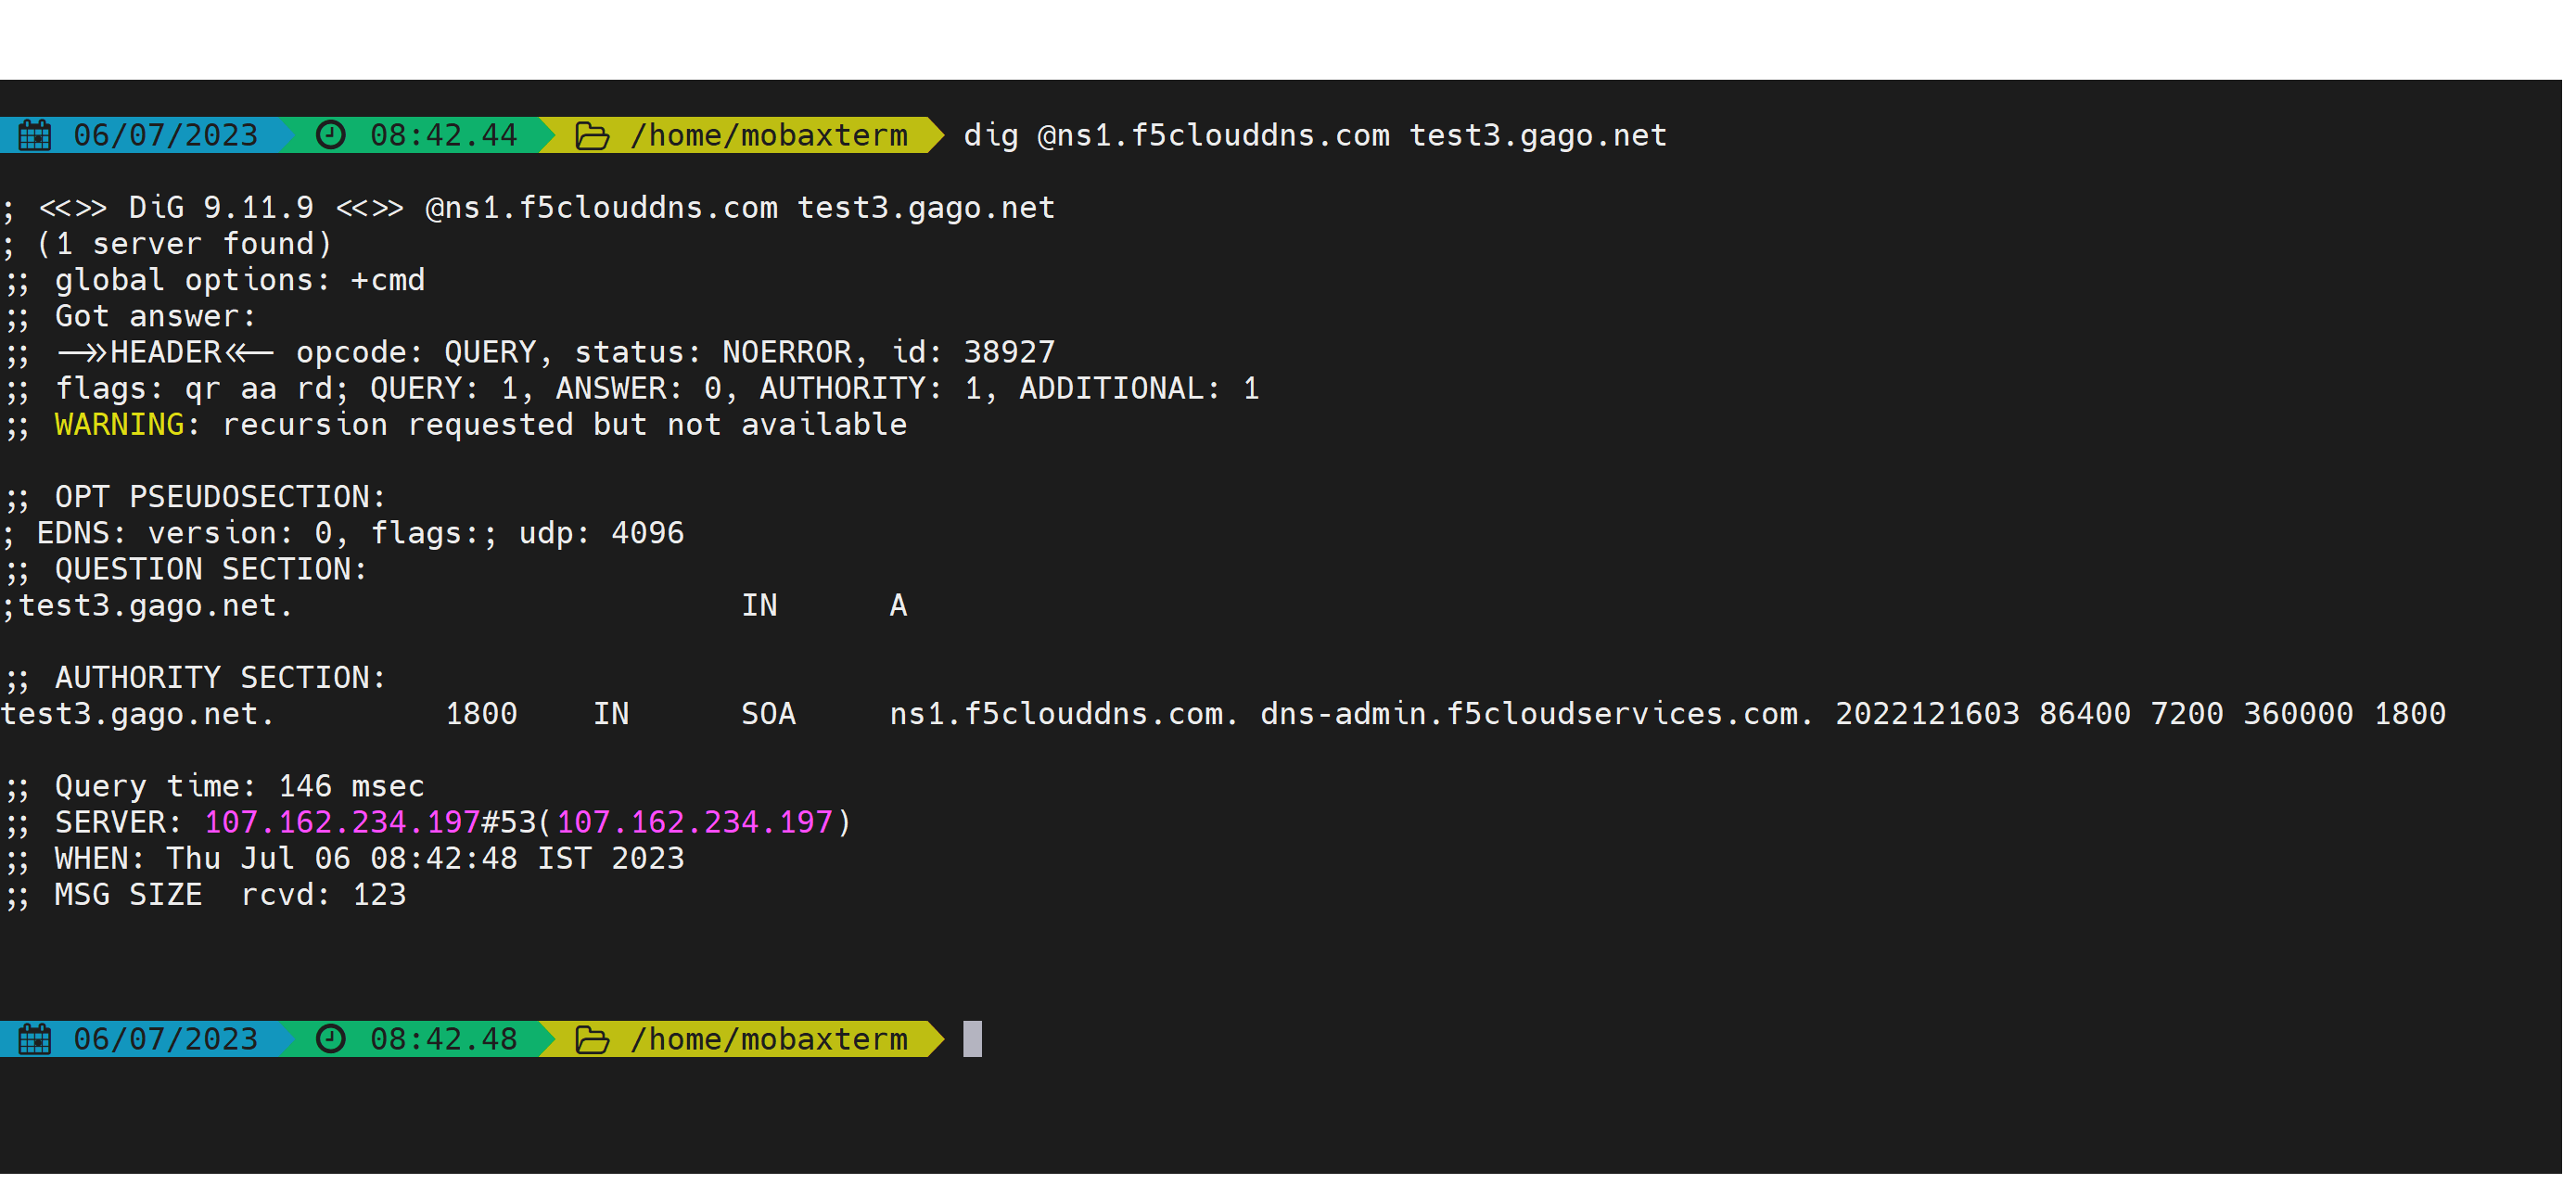 06/07/2023 08:42.44 /home/mobaxterm dig @ns1.f5clouddns.com test3.gago.net
; <<>> DiG 9.11.9 <<>> @ns1.f5clouddns.com test3.gago.net
; (1 server found)
;; global options: +cmd
;; Got answer:
;; ->>HEADER<<- opcode: QUERY, status: NOERROR, id: 38927
;; flags: qr aa rd; QUERY: 1, ANSWER: 0, AUTHORITY: 1, ADDITIONAL: 1
;; WARNING: recursion requested but not available
;; OPT PSEUDOSECTION:
; EDNS: version: 0, flags:; udp: 4096
;; QUESTION SECTION:
;test3.gago.net. IN A
;; AUTHORITY SECTION:
test3.gago.net. 1800 IN SOA ns1.f5clouddns.com. dns-admin.f5cloudservices.com. 2022121603 86400 7200 360000 1800
;; Query time: 146 msec
;; SERVER: 107.162.234.197#53(107.162.234.197)
;; WHEN: Thu Jul 06 08:42:48 IST 2023
;; MSG SIZE  rcvd: 123
06/07/2023 08:42.48 /home/mobaxterm